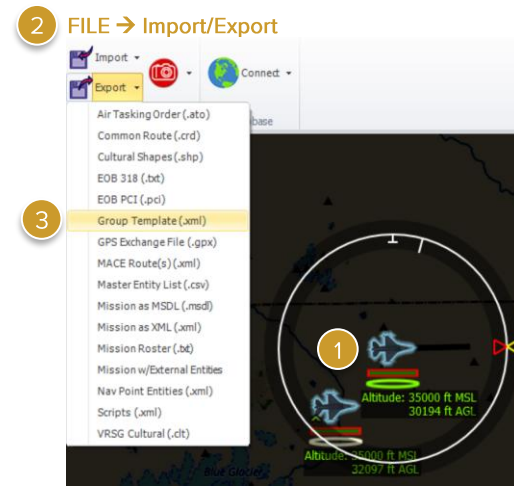 2 FILE → Import/Export
Import
Export
Connect
base
Air Tasking Order (.ato)
Common Route (.crd)
Cultural Shapes (.shp)
EOB 318 (.txt)
EOB PCI (.pci)
3 Group Template (.xml)
GPS Exchange File (.gpx)
MACE Route(s) (.xml)
Master Entity List (.csv)
Mission as MSDL (.msdl)
Mission as XML (.xml)
Mission Roster (.txt)
Mission w/External Entities
Nav Point Entities (.xml)
Scripts (.xml)
VRSG Cultural (.clt)
1
Altitude: 35000 ft MSL
30194 ft AGL
Altitude: 35000 ft MSL
32097 ft AGL
Blue Glacier